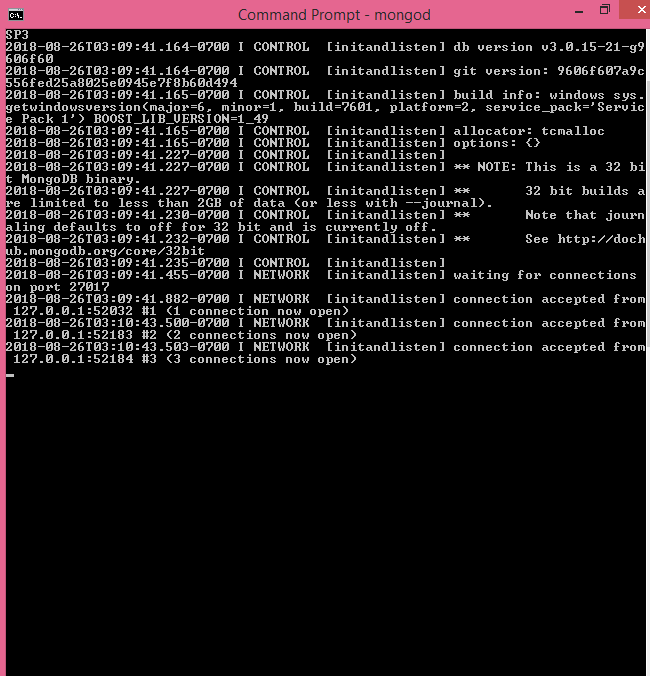 Command Prompt - mongod
SP3
2018-08-26T03:09:41.164-0700 I CONTROL  [initandlisten] db version v3.0.15-21-g9
606f60
2018-08-26T03:09:41.164-0700 I CONTROL  [initandlisten] git version: 9606f607a9c
556fed25a8025e0945e7f8b60d494
2018-08-26T03:09:41.165-0700 I CONTROL  [initandlisten] build info: windows sys.
getwindowsversion(major=6, minor=1, build=7601, platform=2, service_pack='Servic
e Pack 1') BOOST_LIB_VERSION=1_49
2018-08-26T03:09:41.165-0700 I CONTROL  [initandlisten] allocator: tcmalloc
2018-08-26T03:09:41.165-0700 I CONTROL  [initandlisten] options: {}
2018-08-26T03:09:41.227-0700 I CONTROL  [initandlisten]
2018-08-26T03:09:41.227-0700 I CONTROL  [initandlisten] ** NOTE: This is a 32 bi
t MongoDB binary.
2018-08-26T03:09:41.227-0700 I CONTROL  [initandlisten] **       32 bit builds a
re limited to less than 2GB of data (or less with --journal).
2018-08-26T03:09:41.230-0700 I CONTROL  [initandlisten] **       Note that journ
aling defaults to off for 32 bit and is currently off.
2018-08-26T03:09:41.232-0700 I CONTROL  [initandlisten] **       See http://doch
ub.mongodb.org/core/32bit
2018-08-26T03:09:41.235-0700 I CONTROL  [initandlisten]
2018-08-26T03:09:41.455-0700 I NETWORK  [initandlisten] waiting for connections
on port 27017
2018-08-26T03:09:41.882-0700 I NETWORK  [initandlisten] connection accepted from
 127.0.0.1:52032 #1 (1 connection now open)
2018-08-26T03:10:43.500-0700 I NETWORK  [initandlisten] connection accepted from
 127.0.0.1:52183 #2 (2 connections now open)
2018-08-26T03:10:43.503-0700 I NETWORK  [initandlisten] connection accepted from
 127.0.0.1:52184 #3 (3 connections now open)